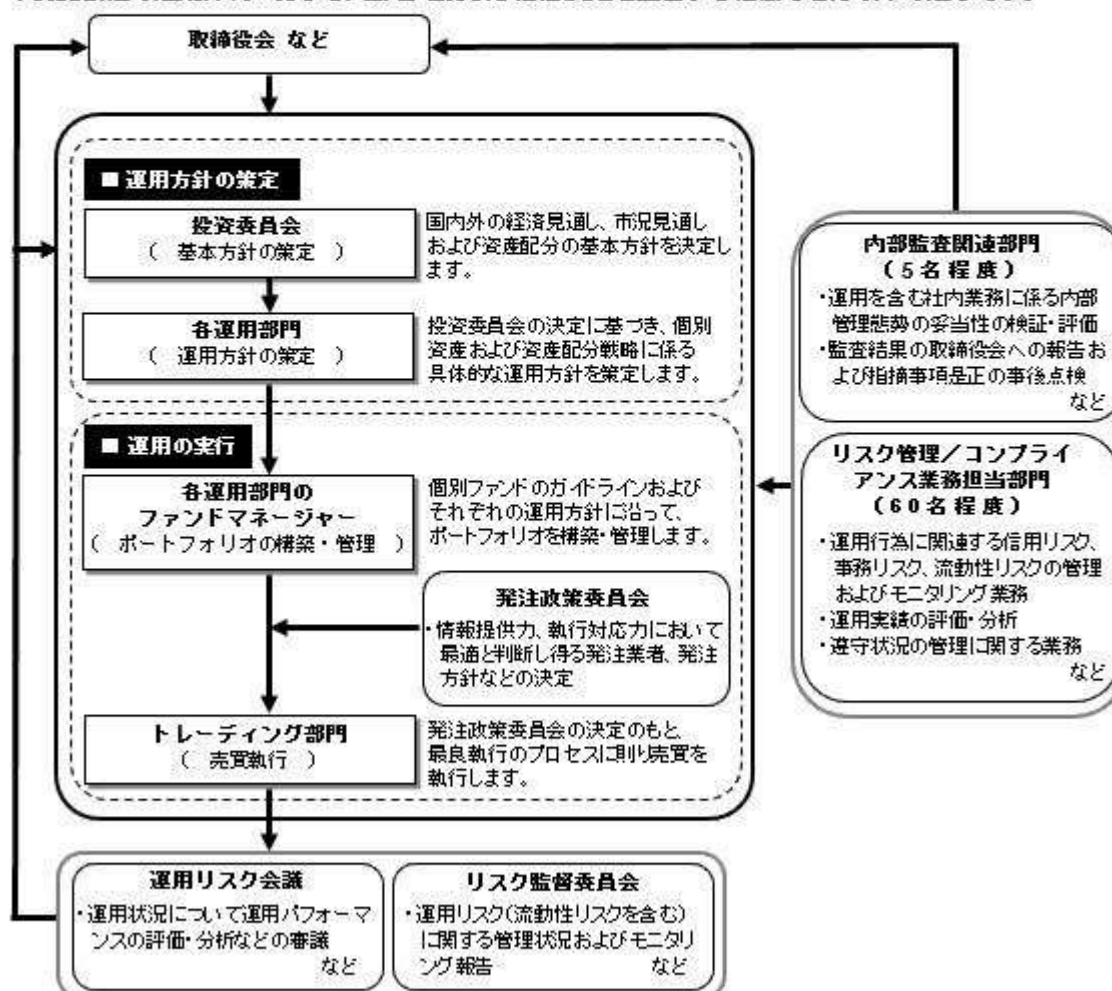 取締役会 など
■ 運用方針の策定
投資委員会
( 基本方針の策定 )
国内外の経済見通し、市況見通し
および資産配分の基本方針を決定し
ます。
各運用部門
( 運用方針の策定 )
投資委員会の決定に基づき、個別
資産および資産配分戦略に係る
具体的な運用方針を策定します。
■ 運用の実行
各運用部門の
ファンドマネージャー
( ポートフォリオの構築・管理 )
個別ファンドのガイドラインおよび
それぞれの運用方針に沿って、
ポートフォリオを構築・管理します。
発注政策委員会
・情報提供力、執行対応力において
最適と判断し得る発注業者、発注
方針などの決定
トレーディング部門
( 売買執行 )
発注政策委員会の決定のもと、
最良執行のプロセスに則り売買を
執行します。
内部監査関連部門
(5名程度)
・運用を含む社内業務に係る内部
管理態勢の妥当性の検証・評価
・監査結果の取締役会への報告お
よび指摘事項是正の事後点検
など
リスク管理/コンプライ
アンス業務担当部門
(60名程度)
・運用行為に関連する信用リスク、
事務リスク、流動性リスクの管理
およびモニタリング業務
・運用実績の評価・分析
・遵守状況の管理に関する業務
など
運用リスク会議
・運用状況について運用パフォーマ
ンスの評価・分析などの審議
など
リスク監督委員会
・運用リスク(流動性リスクを含む)
に関する管理状況およびモニタリ
ング報告 など